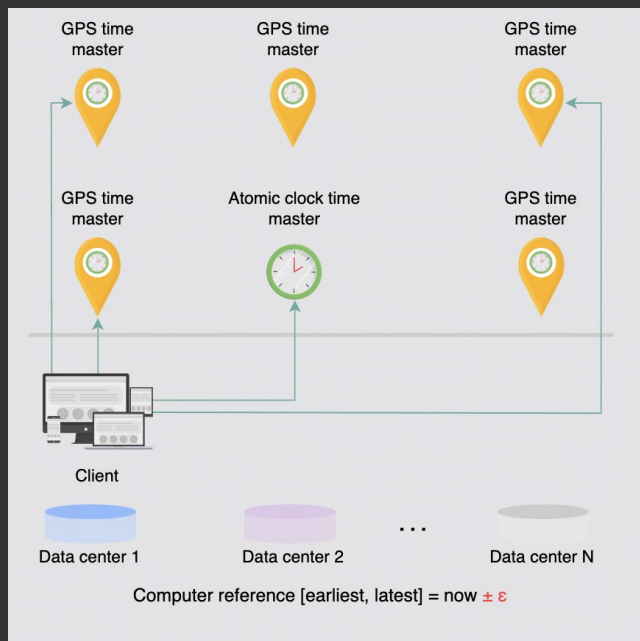 GPS time
master
GPS time
master
GPS time
master
GPS time
master
Atomic clock time
master
GPS time
master
Client
Data center 1
Data center 2
...
Data center N
Computer reference [earliest, latest] = now ± ε